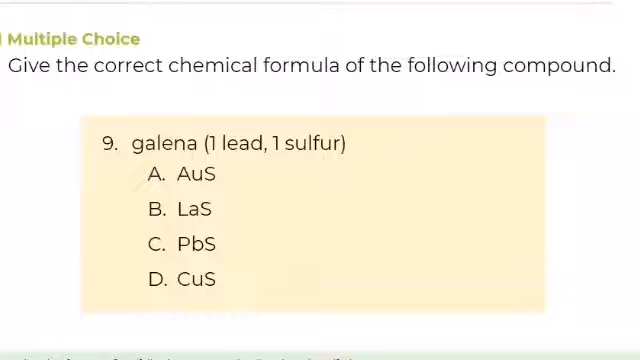 Multiple Choice
Give the correct chemical formula of the following compound.
9. galena (1 lead, 1 sulfur)
A. AuS
B. LaS
C. PbS
D. CuS